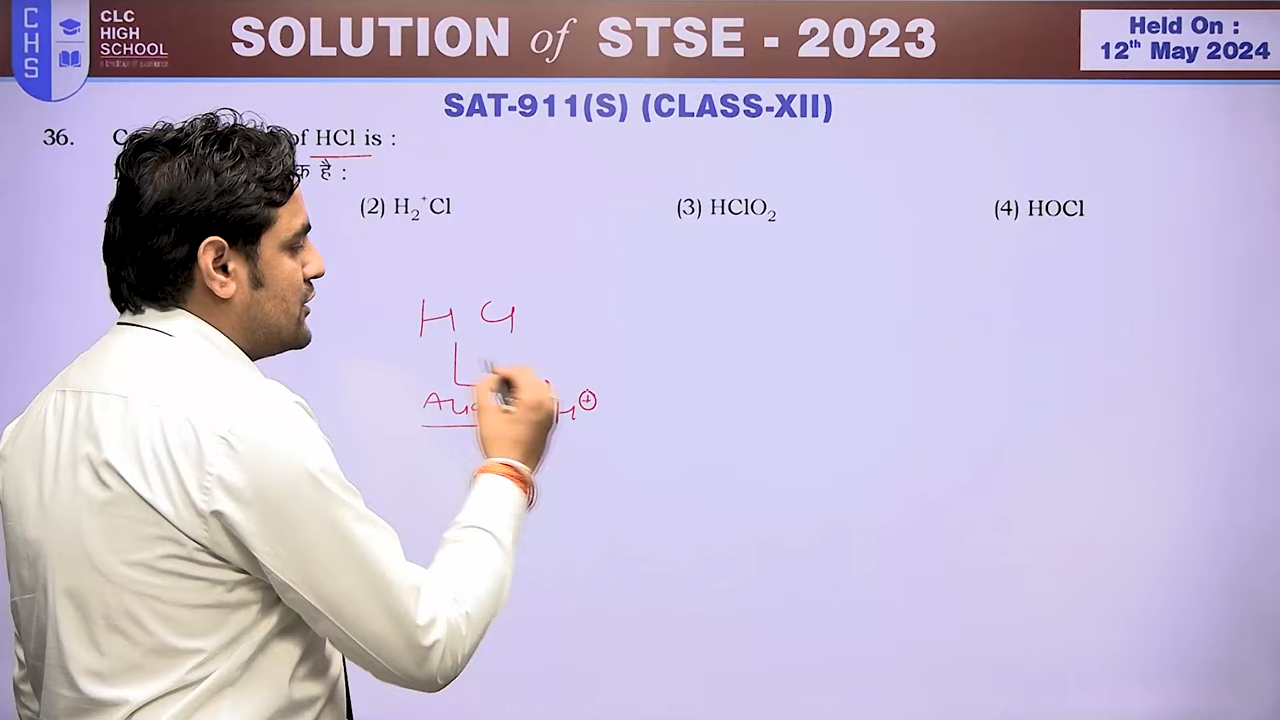 CHS
CLC
HIGH
SCHOOL
SOLUTION of STSE - 2023
Held On :
12th May 2024
SAT-911(S) (CLASS-XII)
36. of HCl is :
है :
(2) H₂⁺Cl (3) HClO₂ (4) HOCl
H Cl
H⊕